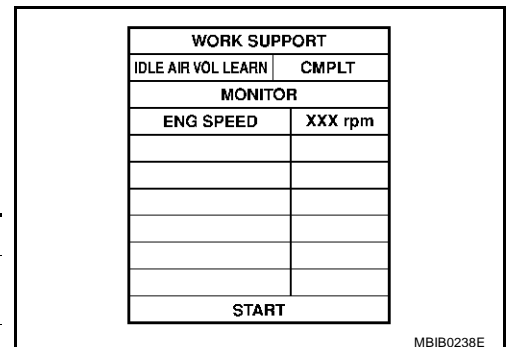 WORK SUPPORT
IDLE AIR VOL LEARN CMPLT
MONITOR
ENG SPEED XXX rpm
START
MBIB0238E